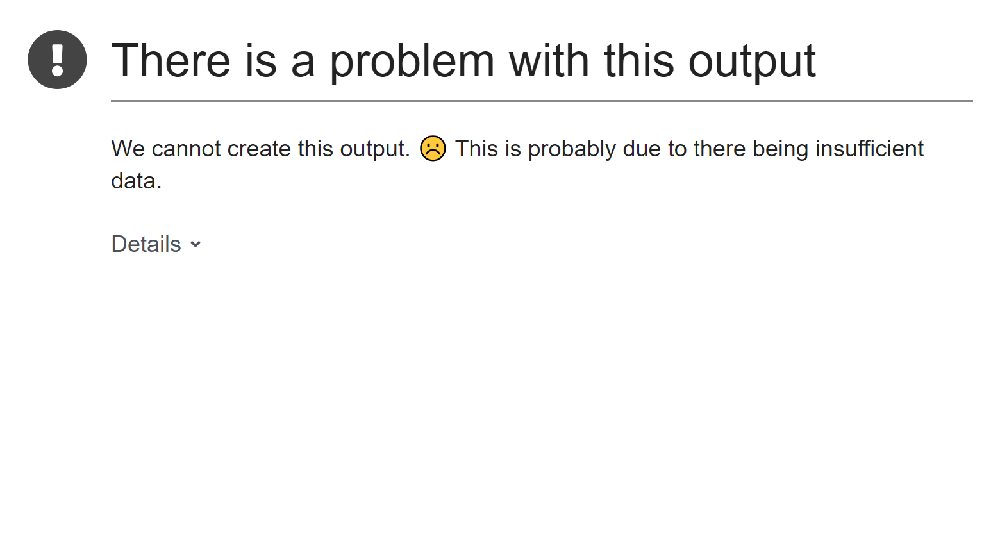 There is a problem with this output
We cannot create this output. ☹️ This is probably due to there being insufficient
data.
Details